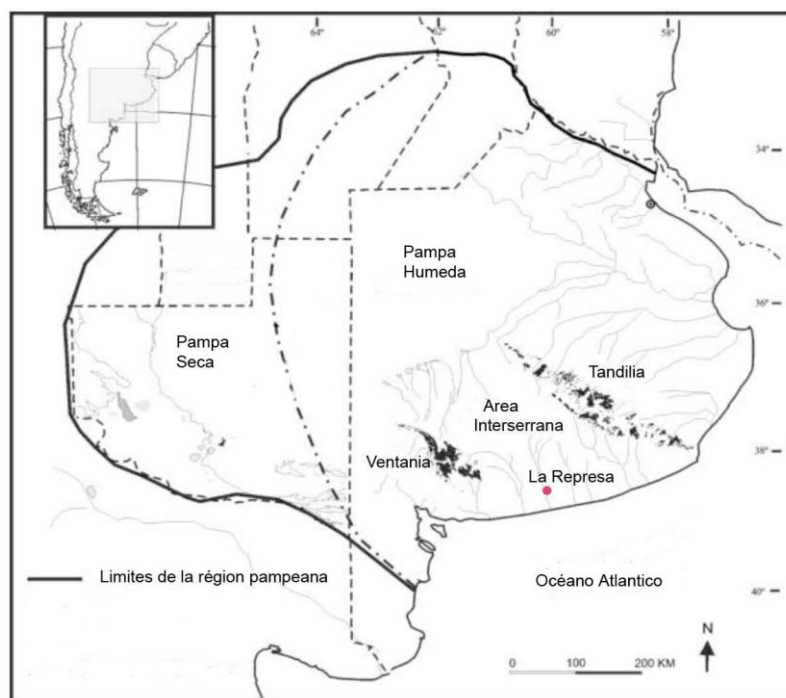 64°
62
60
58°
34°
Pampa
Humeda
36°
Pampa
Seca
Tandilia
Area
Interserrana
Ventania
38°
La Represa
Limites de la région pampeana
Océano Atlantico
40°
N
0 100 200 KM